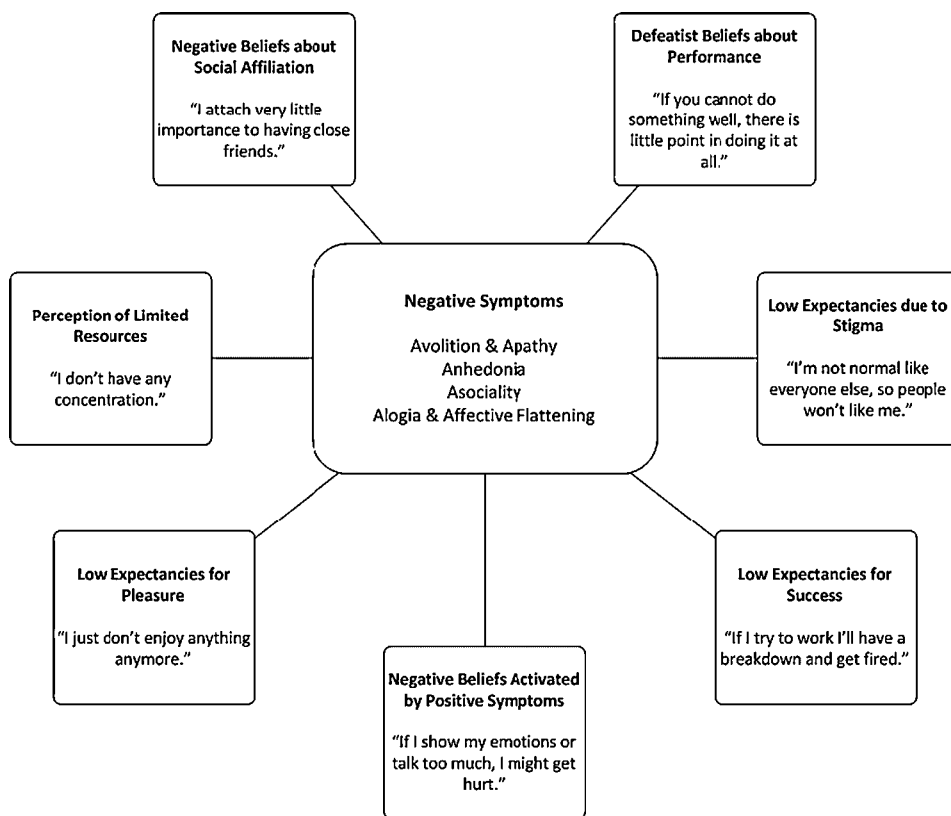 Negative Beliefs about
Social Affiliation
“I attach very little
importance to having close
friends.”
Defeatist Beliefs about
Performance
“If you cannot do
something well, there is
little point in doing it at
all.”
Perception of Limited
Resources
“I don’t have any
concentration.”
Negative Symptoms
Avolition & Apathy
Anhedonia
Asociality
Alogia & Affective Flattening
Low Expectancies due to
Stigma
“I’m not normal like
everyone else, so people
won’t like me.”
Low Expectancies for
Pleasure
“I just don’t enjoy anything
anymore.”
Negative Beliefs Activated
by Positive Symptoms
“If I show my emotions or
talk too much, I might get
hurt.”
Low Expectancies for
Success
“If I try to work I’ll have a
breakdown and get fired.”